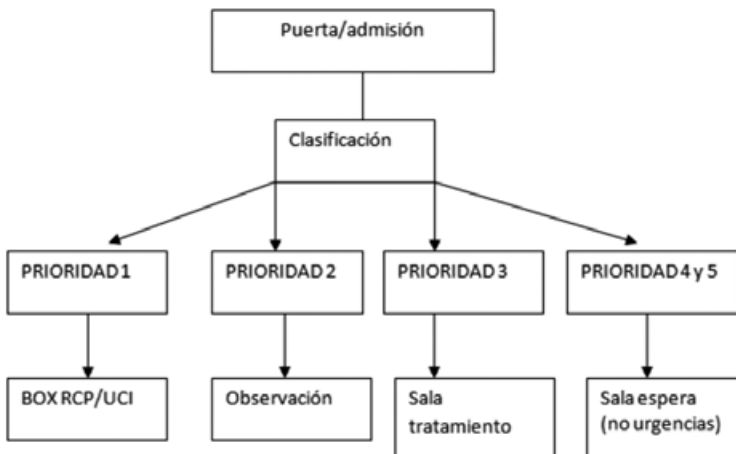 Puerta/admisión
Clasificación
PRIORIDAD 1
PRIORIDAD 2
PRIORIDAD 3
PRIORIDAD 4 y 5
BOX RCP/UCI
Observación
Sala
tratamiento
Sala espera
(no urgencias)